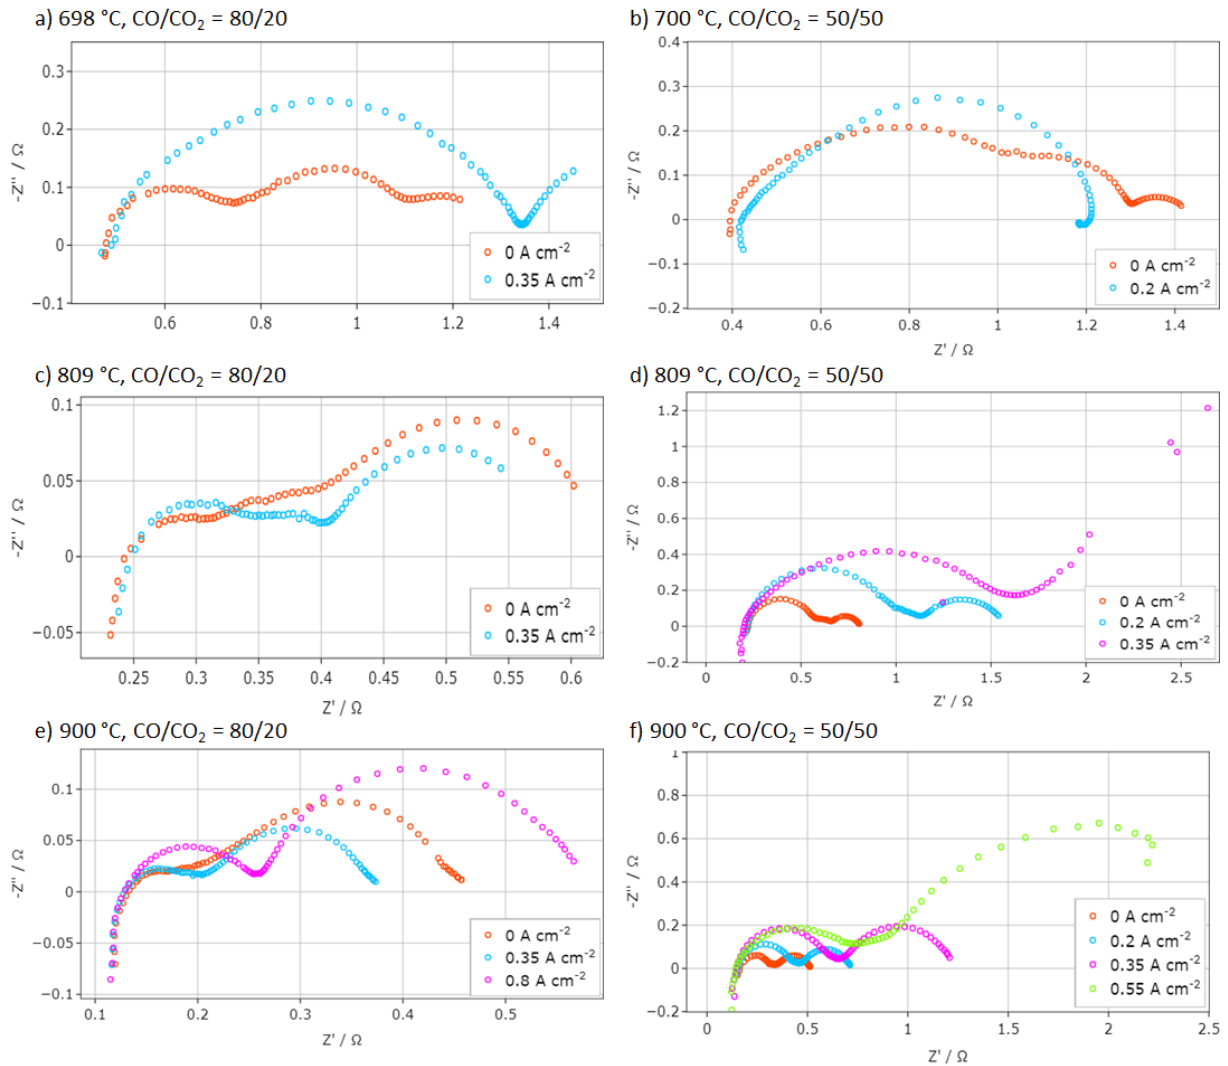 a) 698 °C, CO/CO₂ = 80/20
-Z'' / Ω
0.3
0.2
0.1
0
−0.1
0.6
0.8
1
1.2
1.4
0 A cm⁻²
0.35 A cm⁻²
b) 700 °C, CO/CO₂ = 50/50
-Z'' / Ω
0.4
0.3
0.2
0.1
0
−0.1
−0.2
0.4
0.6
0.8
1
1.2
1.4
Z' / Ω
0 A cm⁻²
0.2 A cm⁻²
c) 809 °C, CO/CO₂ = 80/20
-Z'' / Ω
0.1
0.05
0
−0.05
0.25
0.3
0.35
0.4
0.45
0.5
0.55
0.6
Z' / Ω
0 A cm⁻²
0.35 A cm⁻²
d) 809 °C, CO/CO₂ = 50/50
-Z'' / Ω
1.2
1
0.8
0.6
0.4
0.2
0
−0.2
0
0.5
1
1.5
2
2.5
Z' / Ω
0 A cm⁻²
0.2 A cm⁻²
0.35 A cm⁻²
e) 900 °C, CO/CO₂ = 80/20
-Z'' / Ω
0.1
0.05
0
−0.05
−0.1
0.1
0.2
0.3
0.4
0.5
Z' / Ω
0 A cm⁻²
0.35 A cm⁻²
0.8 A cm⁻²
f) 900 °C, CO/CO₂ = 50/50
-Z'' / Ω
1
0.8
0.6
0.4
0.2
0
−0.2
0
0.5
1
1.5
2
2.5
Z' / Ω
0 A cm⁻²
0.2 A cm⁻²
0.35 A cm⁻²
0.55 A cm⁻²